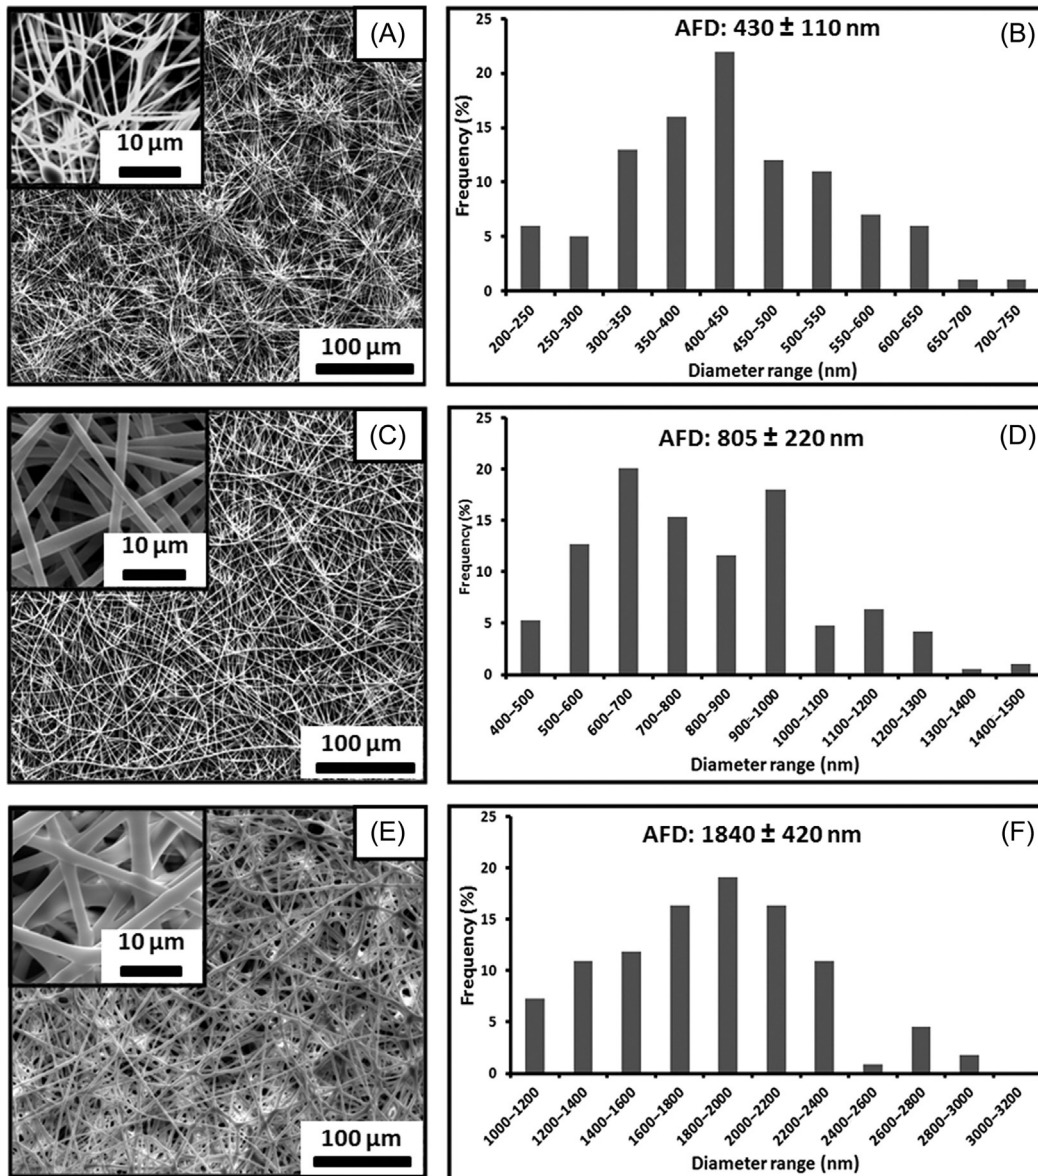 (A)
10 µm
100 µm
AFD: 430 ± 110 nm
(B)
Frequency (%)
25
20
15
10
5
0
200–250
250–300
300–350
350–400
400–450
450–500
500–550
550–600
600–650
650–700
700–750
Diameter range (nm)
(C)
10 µm
100 µm
AFD: 805 ± 220 nm
(D)
Frequency (%)
25
20
15
10
5
0
400–500
500–600
600–700
700–800
800–900
900–1000
1000–1100
1100–1200
1200–1300
1300–1400
1400–1500
Diameter range (nm)
(E)
10 µm
100 µm
AFD: 1840 ± 420 nm
(F)
Frequency (%)
25
20
15
10
5
0
1000–1200
1200–1400
1400–1600
1600–1800
1800–2000
2000–2200
2200–2400
2400–2600
2600–2800
2800–3000
3000–3200
Diameter range (nm)